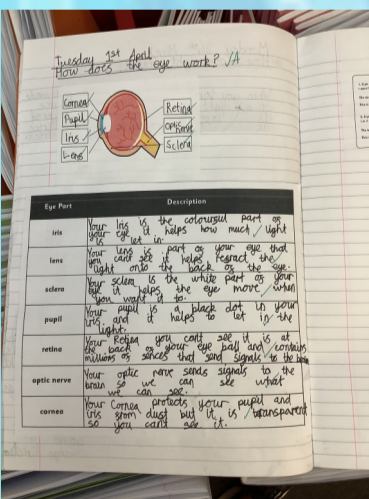 Tuesday 1st April
How does the eye work? √A
Cornea
Pupil
Iris
Lens
Retina
Optic
nerve
Sclera
Eye Part
Description
iris
Your Iris is the colourful part of
your eye it helps how much light
is let in.
lens
Your lens is part of your eye that
you cant see it helps refract the
light onto the back of the eye.
sclera
Your sclera is the white part of your
eye it helps the eye move when
you want it to.
pupil
Your pupil is a black dot in your
iris and it helps to let in the
light.
retina
Your Retina you can't see it is at
the back of your eye ball and contains
millions of that send signals to the brain
optic nerve
Your optic nerve sends signals to the
brain so we can see what
we can see.
cornea
Your Cornea protects your pupil and
iris from dust but it is transparent
so you can't see it.